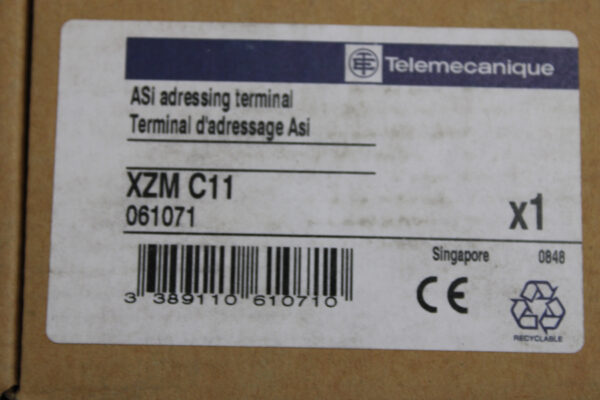 Telemecanique
ASi adressing terminal
Terminal d'adressage Asi
XZM C11
061071
x1
Singapore 0848
3 389110 610710
CE
RECYCLABLE